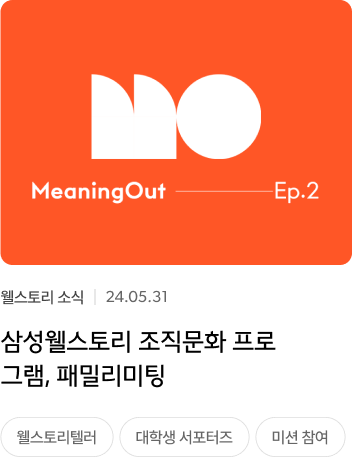 MeaningOut Ep.2
웰스토리 소식 24.05.31
삼성웰스토리 조직문화 프로
그램, 패밀리미팅
웰스토리텔러 대학생 서포터즈 미션 참여